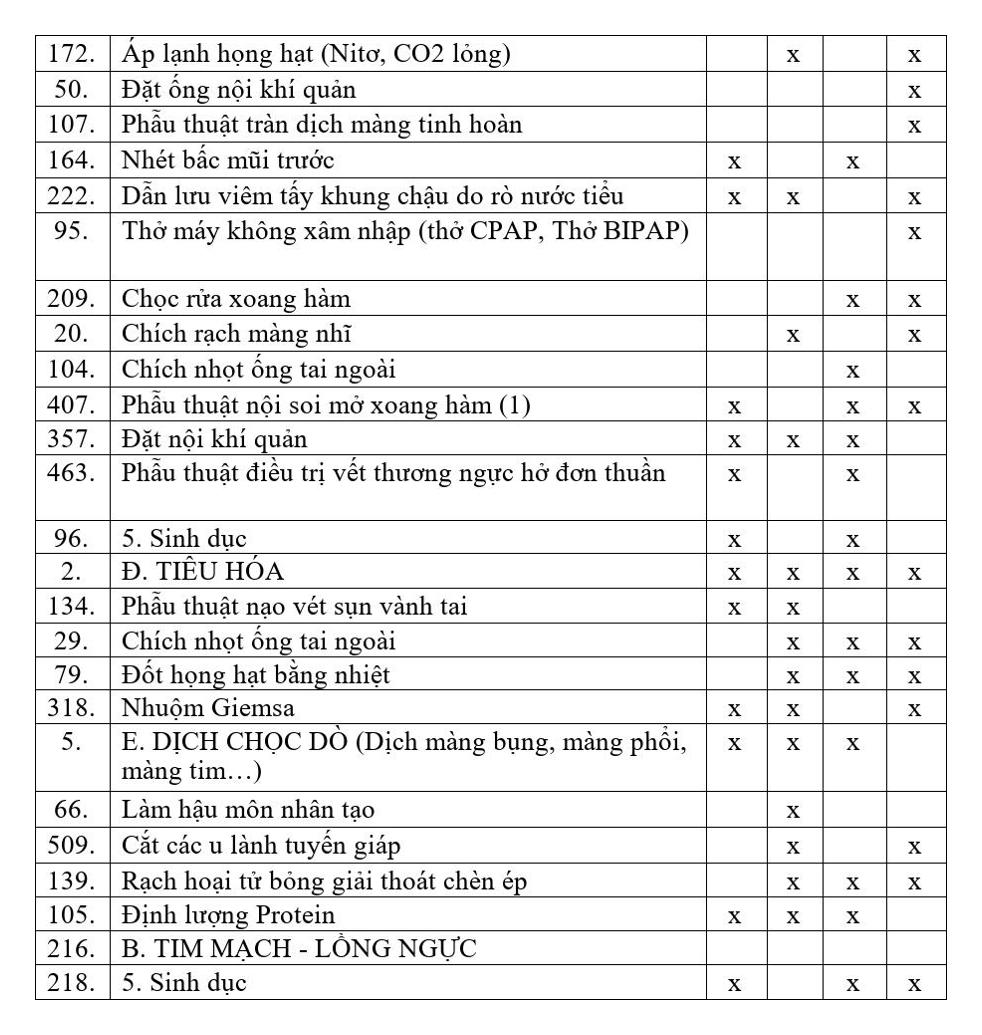 172. Áp lạnh họng hạt (Nitơ, CO2 lỏng) x x
50. Đặt ống nội khí quản x
107. Phẫu thuật tràn dịch màng tinh hoàn x
164. Nhét bấc mũi trước x x
222. Dẫn lưu viêm tấy khung chậu do rò nước tiểu x x x
95. Thở máy không xâm nhập (thở CPAP, Thở BIPAP) x
209. Chọc rửa xoang hàm x x
20. Chích rạch màng nhĩ x x
104. Chích nhọt ống tai ngoài x
407. Phẫu thuật nội soi mở xoang hàm (1) x x x
357. Đặt nội khí quản x x x
463. Phẫu thuật điều trị vết thương ngực hở đơn thuần x x
96. 5. Sinh dục x x
2. Đ. TIÊU HÓA x x x x
134. Phẫu thuật nạo vét sụn vành tai x x
29. Chích nhọt ống tai ngoài x x x
79. Đốt họng hạt bằng nhiệt x x x
318. Nhuộm Giemsa x x x
5. E. DỊCH CHỌC DÒ (Dịch màng bụng, màng phổi, x x x
màng tim…)
66. Làm hậu môn nhân tạo x
509. Cắt các u lành tuyến giáp x x
139. Rạch hoại tử bỏng giải thoát chèn ép x x x
105. Định lượng Protein x x x
216. B. TIM MẠCH - LỒNG NGỰC
218. 5. Sinh dục x x x